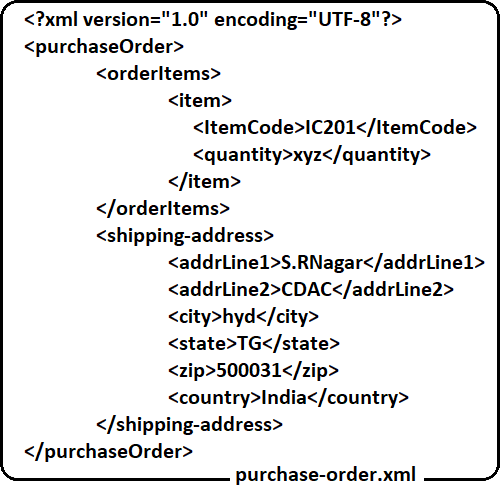 <?xml version="1.0" encoding="UTF-8"?>
<purchaseOrder>
<orderItems>
<item>
<ItemCode>IC201</ItemCode>
<quantity>xyz</quantity>
</item>
</orderItems>
<shipping-address>
<addrLine1>S.RNagar</addrLine1>
<addrLine2>CDAC</addrLine2>
<city>hyd</city>
<state>TG</state>
<zip>500031</zip>
<country>India</country>
</shipping-address>
</purchaseOrder>
purchase-order.xml